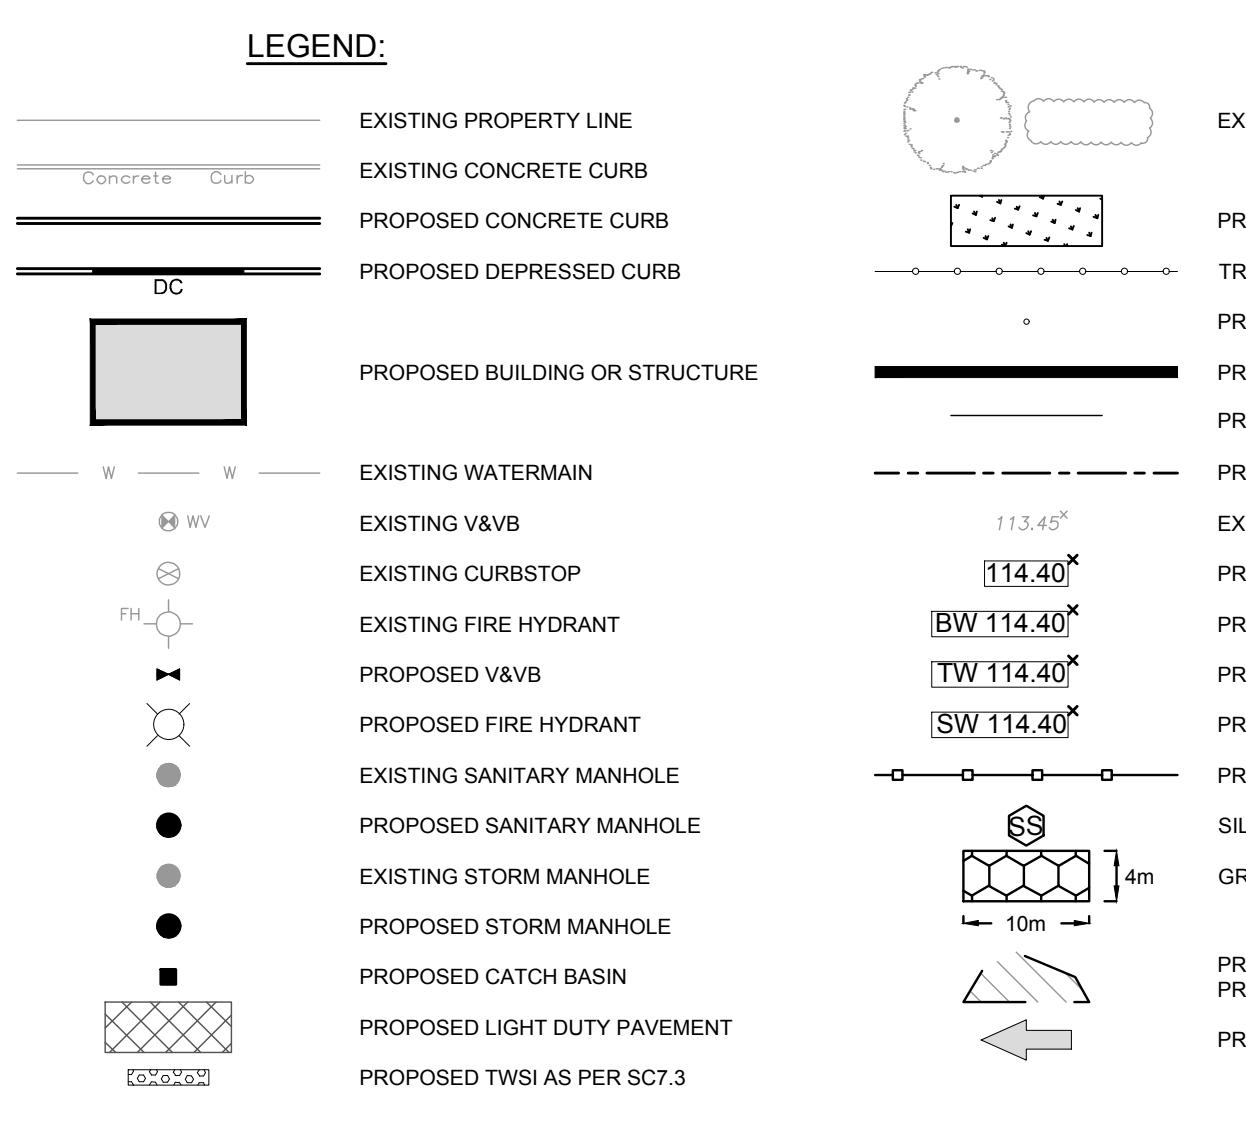 LEGEND:
EXISTING PROPERTY LINE
Concrete Curb
EXISTING CONCRETE CURB
PROPOSED CONCRETE CURB
DC
PROPOSED DEPRESSED CURB
PROPOSED BUILDING OR STRUCTURE
W W
EXISTING WATERMAIN
WV
EXISTING V&VB
EXISTING CURBSTOP
FH
EXISTING FIRE HYDRANT
PROPOSED V&VB
PROPOSED FIRE HYDRANT
EXISTING SANITARY MANHOLE
PROPOSED SANITARY MANHOLE
EXISTING STORM MANHOLE
PROPOSED STORM MANHOLE
PROPOSED CATCH BASIN
PROPOSED LIGHT DUTY PAVEMENT
PROPOSED TWSI AS PER SC7.3
EX
PR
TR
PR
PR
PR
PR
113.45
EX
114.40
PR
BW 114.40
PR
TW 114.40
PR
SW 114.40
PR
PR
SS
SIL
4m
GR
10m
PR
PR
PR